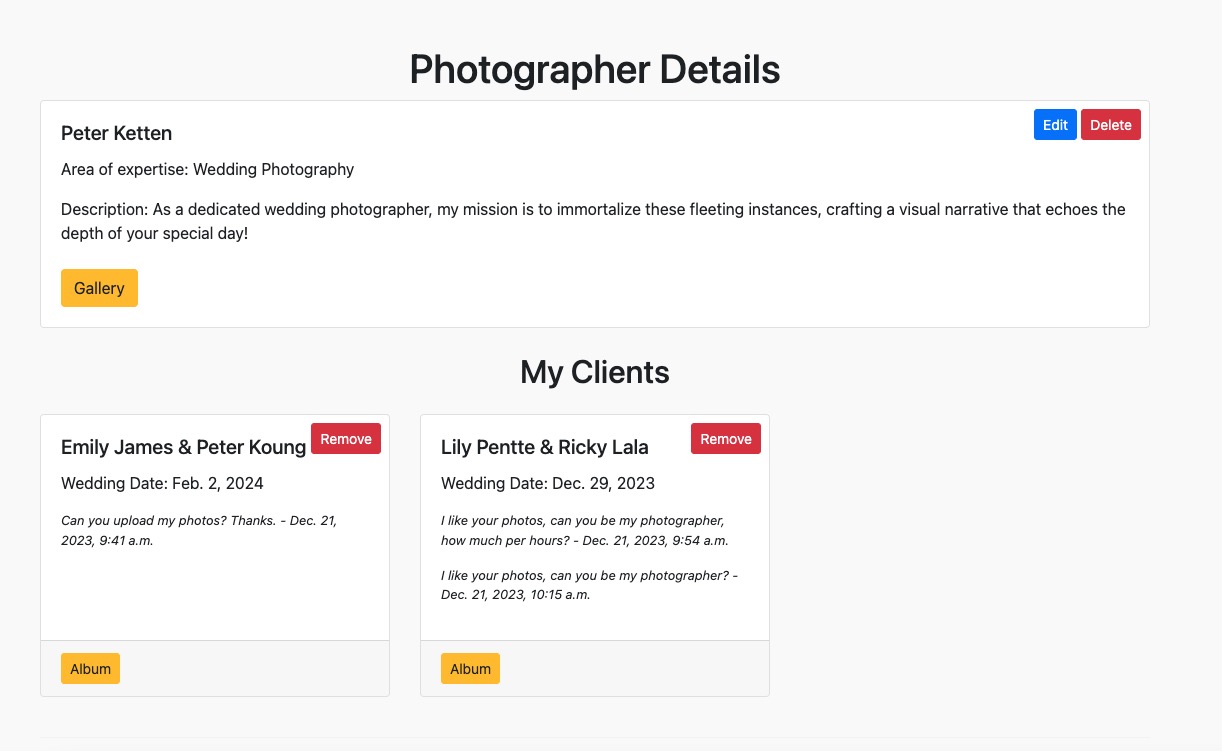 Photographer Details
Peter Ketten
Edit
Delete
Area of expertise: Wedding Photography
Description: As a dedicated wedding photographer, my mission is to immortalize these fleeting instances, crafting a visual narrative that echoes the
depth of your special day!
Gallery
My Clients
Emily James & Peter Koung
Remove
Wedding Date: Feb. 2, 2024
Can you upload my photos? Thanks. - Dec. 21,
2023, 9:41 a.m.
Album
Lily Pentte & Ricky Lala
Remove
Wedding Date: Dec. 29, 2023
I like your photos, can you be my photographer,
how much per hours? - Dec. 21, 2023, 9:54 a.m.
I like your photos, can you be my photographer? -
Dec. 21, 2023, 10:15 a.m.
Album